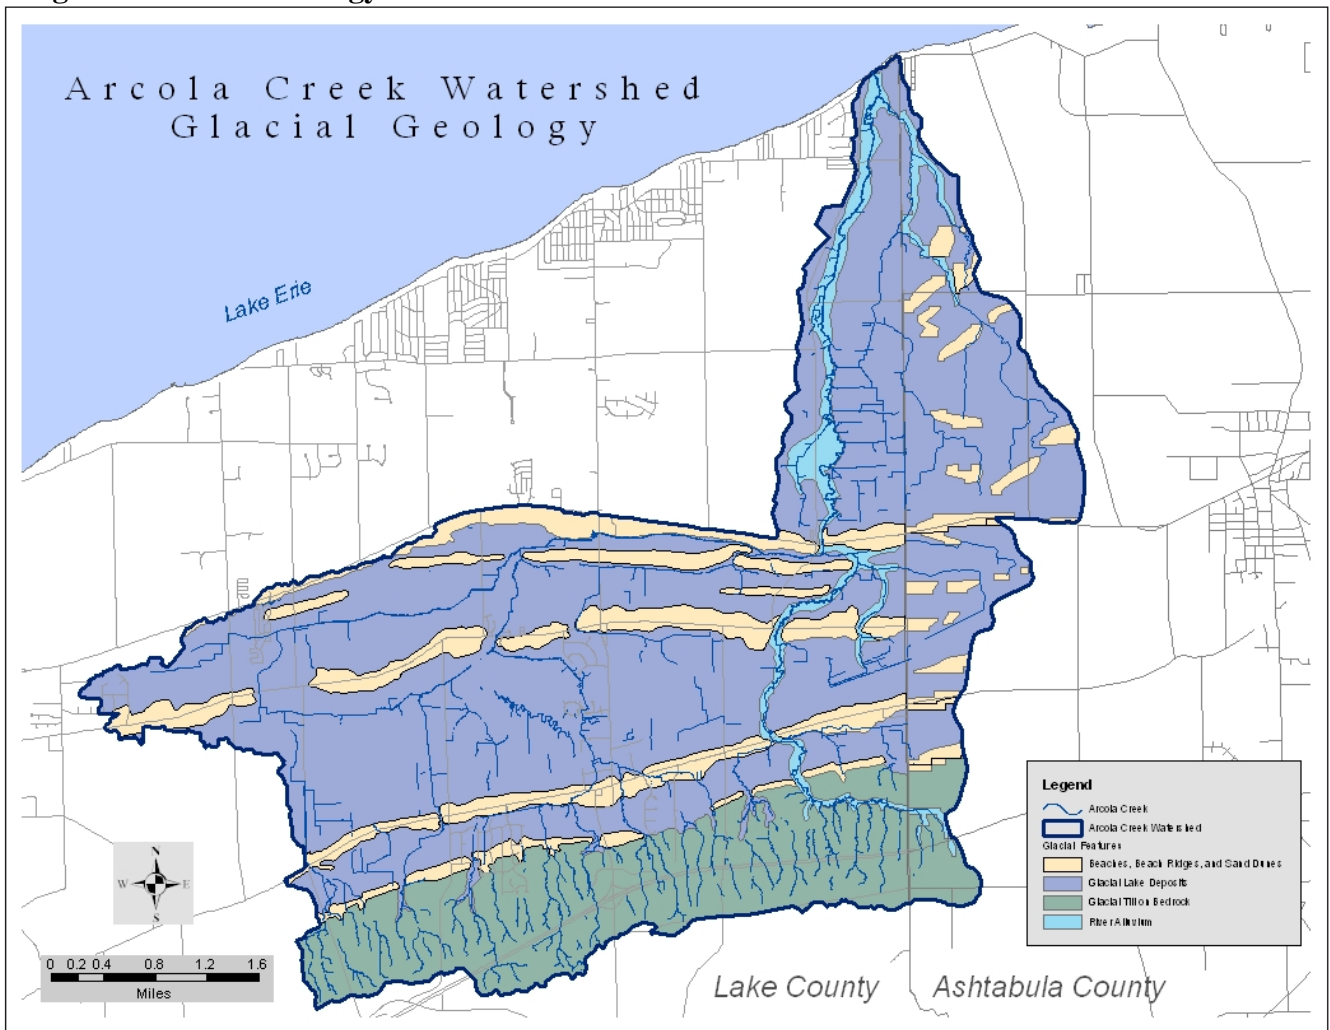 Arcola Creek Watershed
Glacial Geology
Lake Erie
Legend
Arcola Creek
Arcola Creek Watershed
Glacial Features
Beaches, Beach Ridges, and Sand Dunes
Glacial Lake Deposits
Glacial Till on Bedrock
River Alluvium
N
W E
S
0 0.2 0.4 0.8 1.2 1.6
Miles
Lake County
Ashtabula County